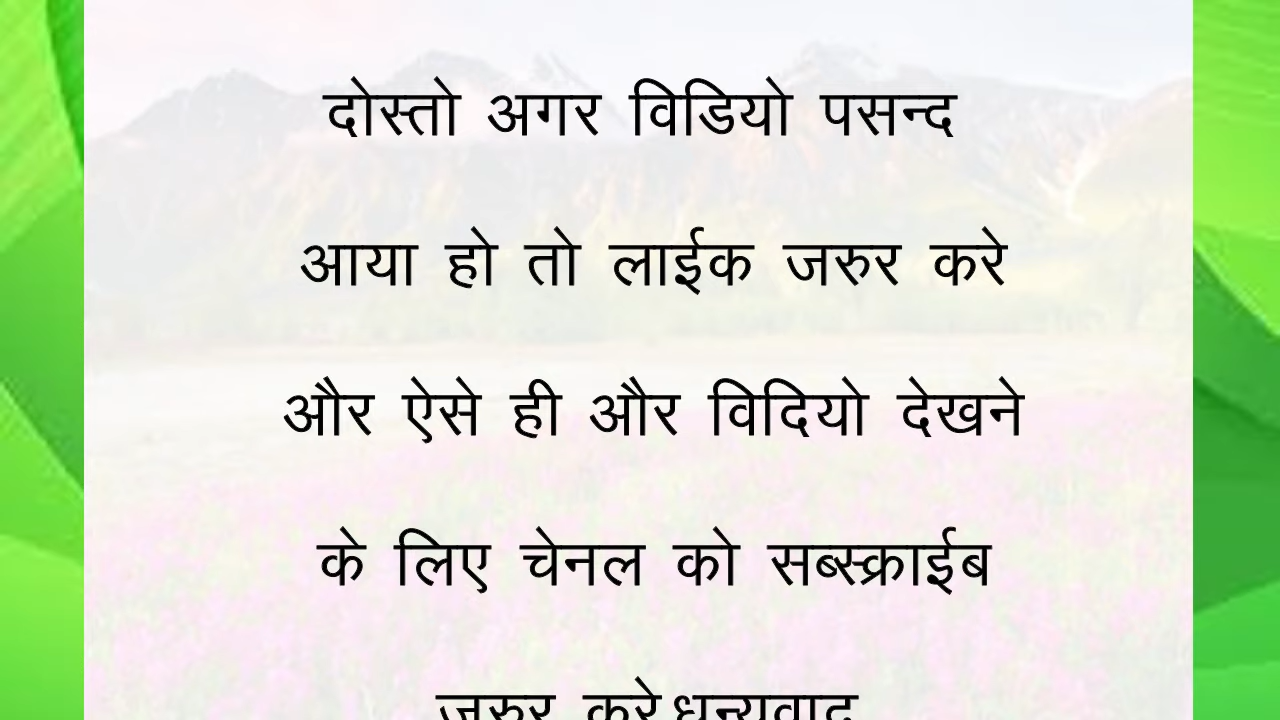 दोस्तो अगर विडियो पसन्द
आया हो तो लाईक जरुर करे
और ऐसे ही और विदियो देखने
के लिए चेनल को सब्स्क्राईब
जरुर करे धन्यवाद